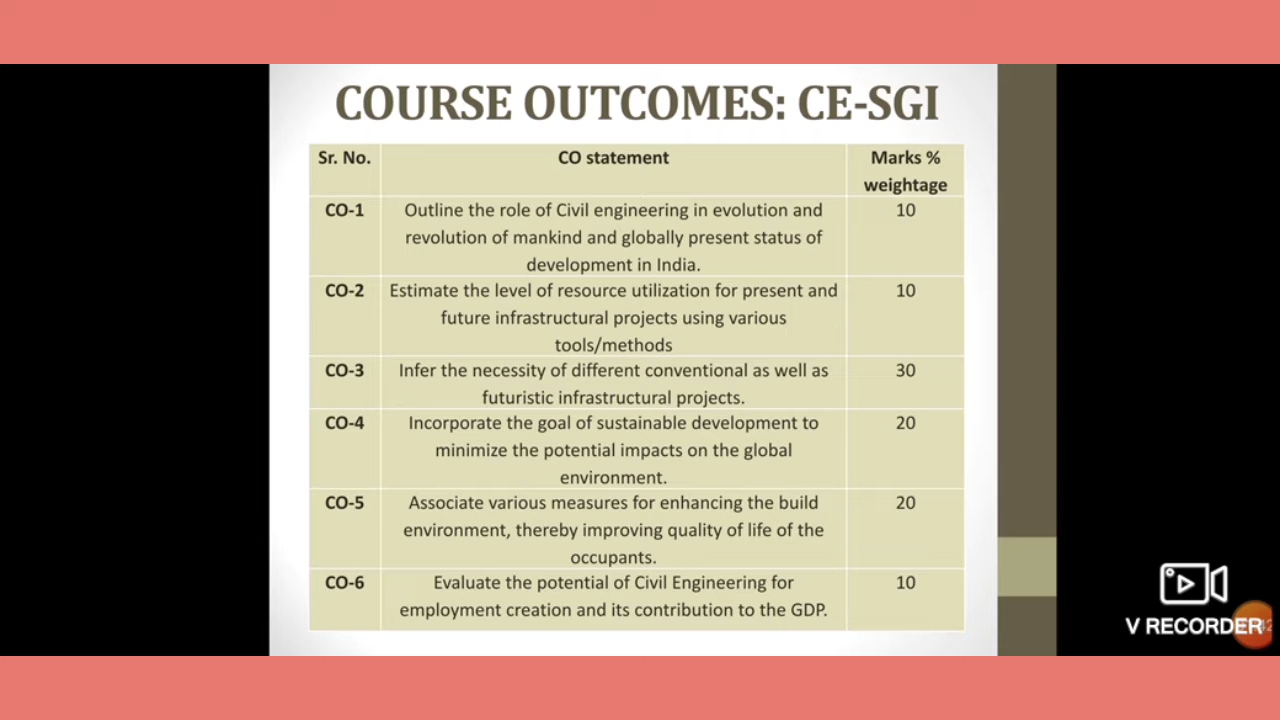 COURSE OUTCOMES: CE-SGI
Sr. No. CO statement Marks %
weightage
CO-1 Outline the role of Civil engineering in evolution and 10
revolution of mankind and globally present status of
development in India.
CO-2 Estimate the level of resource utilization for present and 10
future infrastructural projects using various
tools/methods
CO-3 Infer the necessity of different conventional as well as 30
futuristic infrastructural projects.
CO-4 Incorporate the goal of sustainable development to 20
minimize the potential impacts on the global
environment.
CO-5 Associate various measures for enhancing the build 20
environment, thereby improving quality of life of the
occupants.
CO-6 Evaluate the potential of Civil Engineering for 10
employment creation and its contribution to the GDP.
V RECORDER